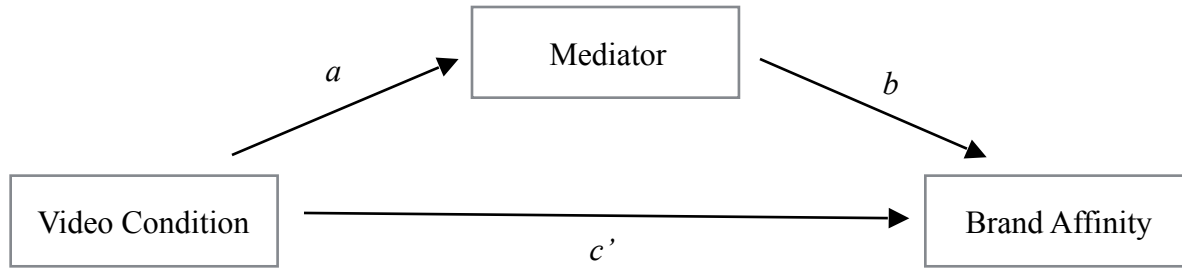 Mediator
a
b
Video Condition
Brand Affinity
c’